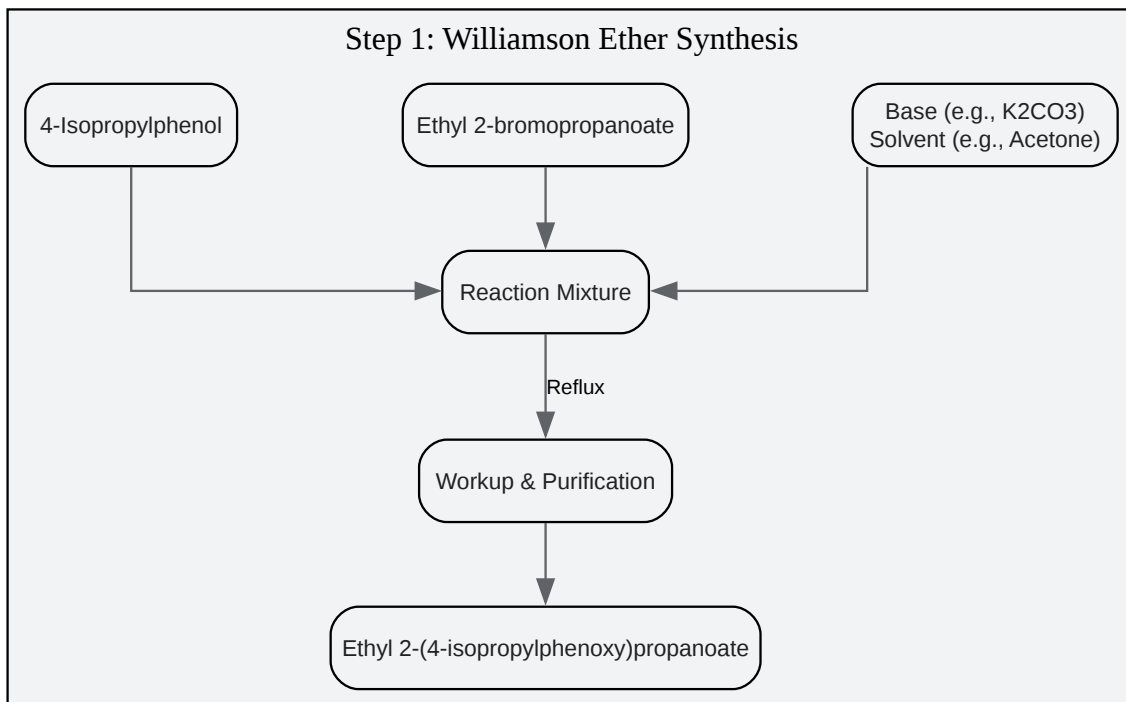 Step 1: Williamson Ether Synthesis
4-Isopropylphenol
Ethyl 2-bromopropanoate
Base (e.g., K2CO3)
Solvent (e.g., Acetone)
Reaction Mixture
Reflux
Workup & Purification
Ethyl 2-(4-isopropylphenoxy)propanoate